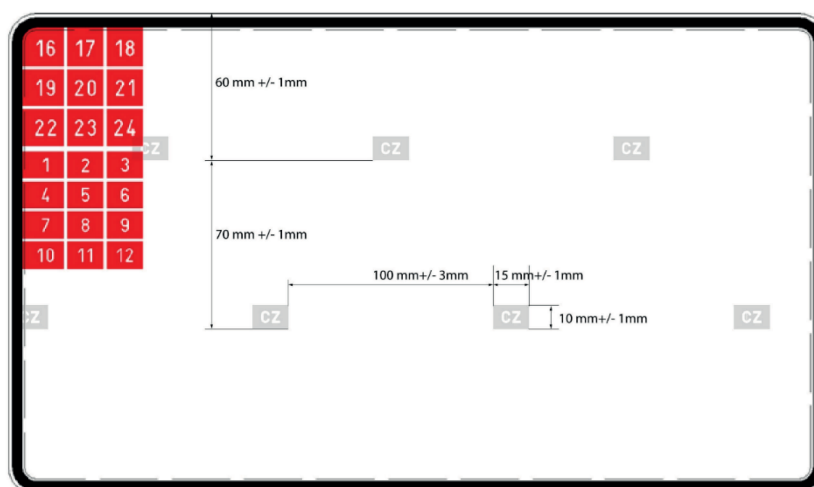 16 17 18
19 20 21
22 23 24
1 2 3
4 5 6
7 8 9
10 11 12
60 mm +/- 1mm
CZ CZ CZ
70 mm +/- 1mm
100 mm+/- 3mm 15 mm+/- 1mm
CZ CZ CZ CZ
10 mm+/- 1mm